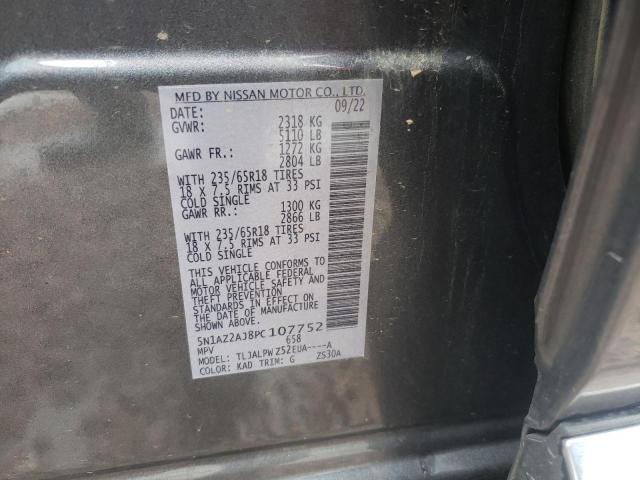 MFD BY NISSAN MOTOR CO., LTD.
DATE: 09/22
GVWR: 2318 KG
5110 LB
GAWR FR.: 1272 KG
2804 LB
WITH 235/65R18 TIRES
18 X 7.5 RIMS AT 33 PSI
COLD SINGLE
GAWR RR.: 1300 KG
2866 LB
WITH 235/65R18 TIRES
18 X 7.5 RIMS AT 33 PSI
COLD SINGLE
THIS VEHICLE CONFORMS TO
ALL APPLICABLE FEDERAL
MOTOR VEHICLE SAFETY AND
THEFT PREVENTION
STANDARDS IN EFFECT ON
THE DATE OF MANUFACTURE
SHOWN ABOVE.
5N1AZ2AJ8PC107752
MPV 658
MODEL: TLJALPW Z52EUA----A
COLOR: KAD TRIM: G ZS30A